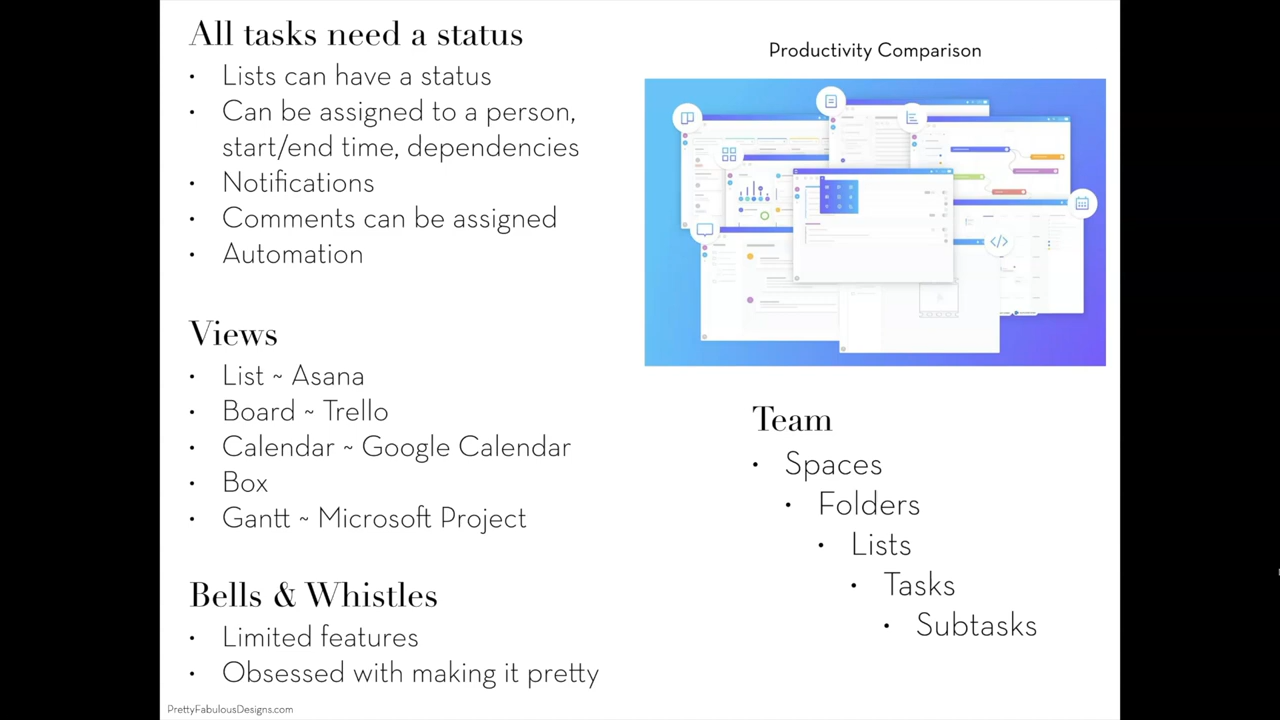 All tasks need a status
• Lists can have a status
• Can be assigned to a person,
start/end time, dependencies
• Notifications
• Comments can be assigned
• Automation
Views
• List ~ Asana
• Board ~ Trello
• Calendar ~ Google Calendar
• Box
• Gantt ~ Microsoft Project
Bells & Whistles
• Limited features
• Obsessed with making it pretty
PrettyFabulousDesigns.com
Productivity Comparison
</>
Team
• Spaces
• Folders
• Lists
• Tasks
• Subtasks